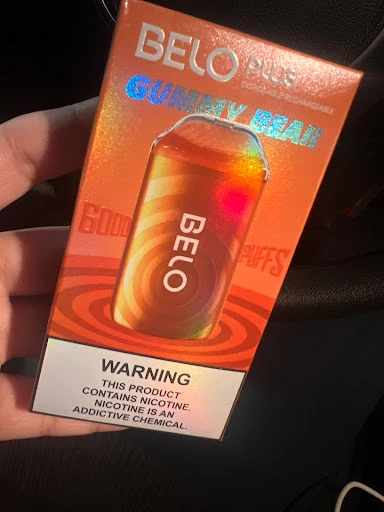 BELO PLUS
DISPOSABLE/RECHARGEABLE
GUMMY BEAR
6000 PUFFS
BELO
WARNING
THIS PRODUCT
CONTAINS NICOTINE.
NICOTINE IS AN
ADDICTIVE CHEMICAL.